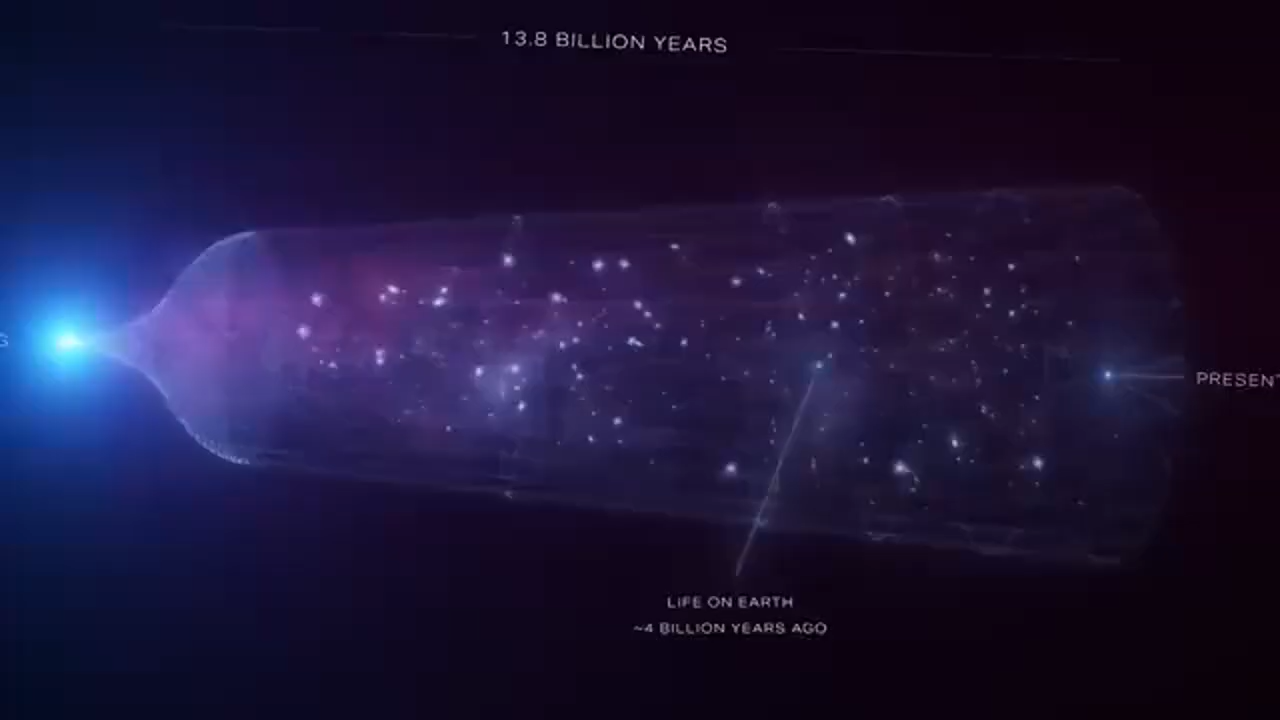 13.8 BILLION YEARS
PRESENT
LIFE ON EARTH
~4 BILLION YEARS AGO